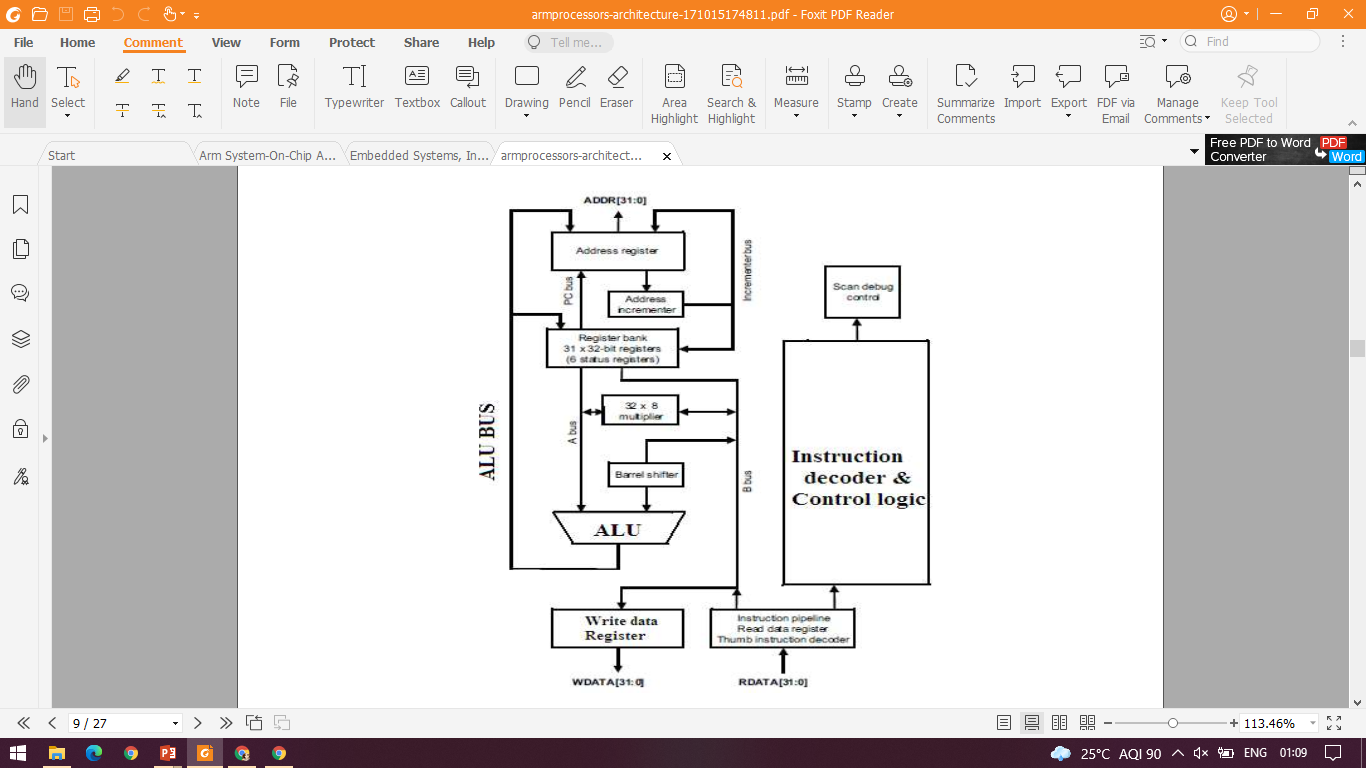 armprocessors-architecture-171015174811.pdf - Foxit PDF Reader
File Home Comment View Form Protect Share Help Tell me... Find
Hand
Select
Note
File
Typewriter
Textbox
Callout
Drawing
Pencil
Eraser
Area
Highlight
Search &
Highlight
Measure
Stamp
Create
Summarize
Comments
Import
Export
FDF via
Email
Manage
Comments
Keep Tool
Selected
Start
Arm System-On-Chip A...
Embedded Systems, In...
armprocessors-architect...
Free PDF to Word
Converter
PDF
Word
ADDR[31:0]
Address register
PC bus
Address
incrementer
Incrementer bus
Register bank
31 x 32-bit registers
(6 status registers)
ALU BUS
A bus
32 x 8
multiplier
Barrel shifter
B bus
ALU
Write data
Register
WDATA[31:0]
Scan debug
control
Instruction
decoder &
Control logic
Instruction pipeline
Read data register
Thumb instruction decoder
RDATA[31:0]
9 / 27
113.46%
25°C AQI 90 ENG 01:09